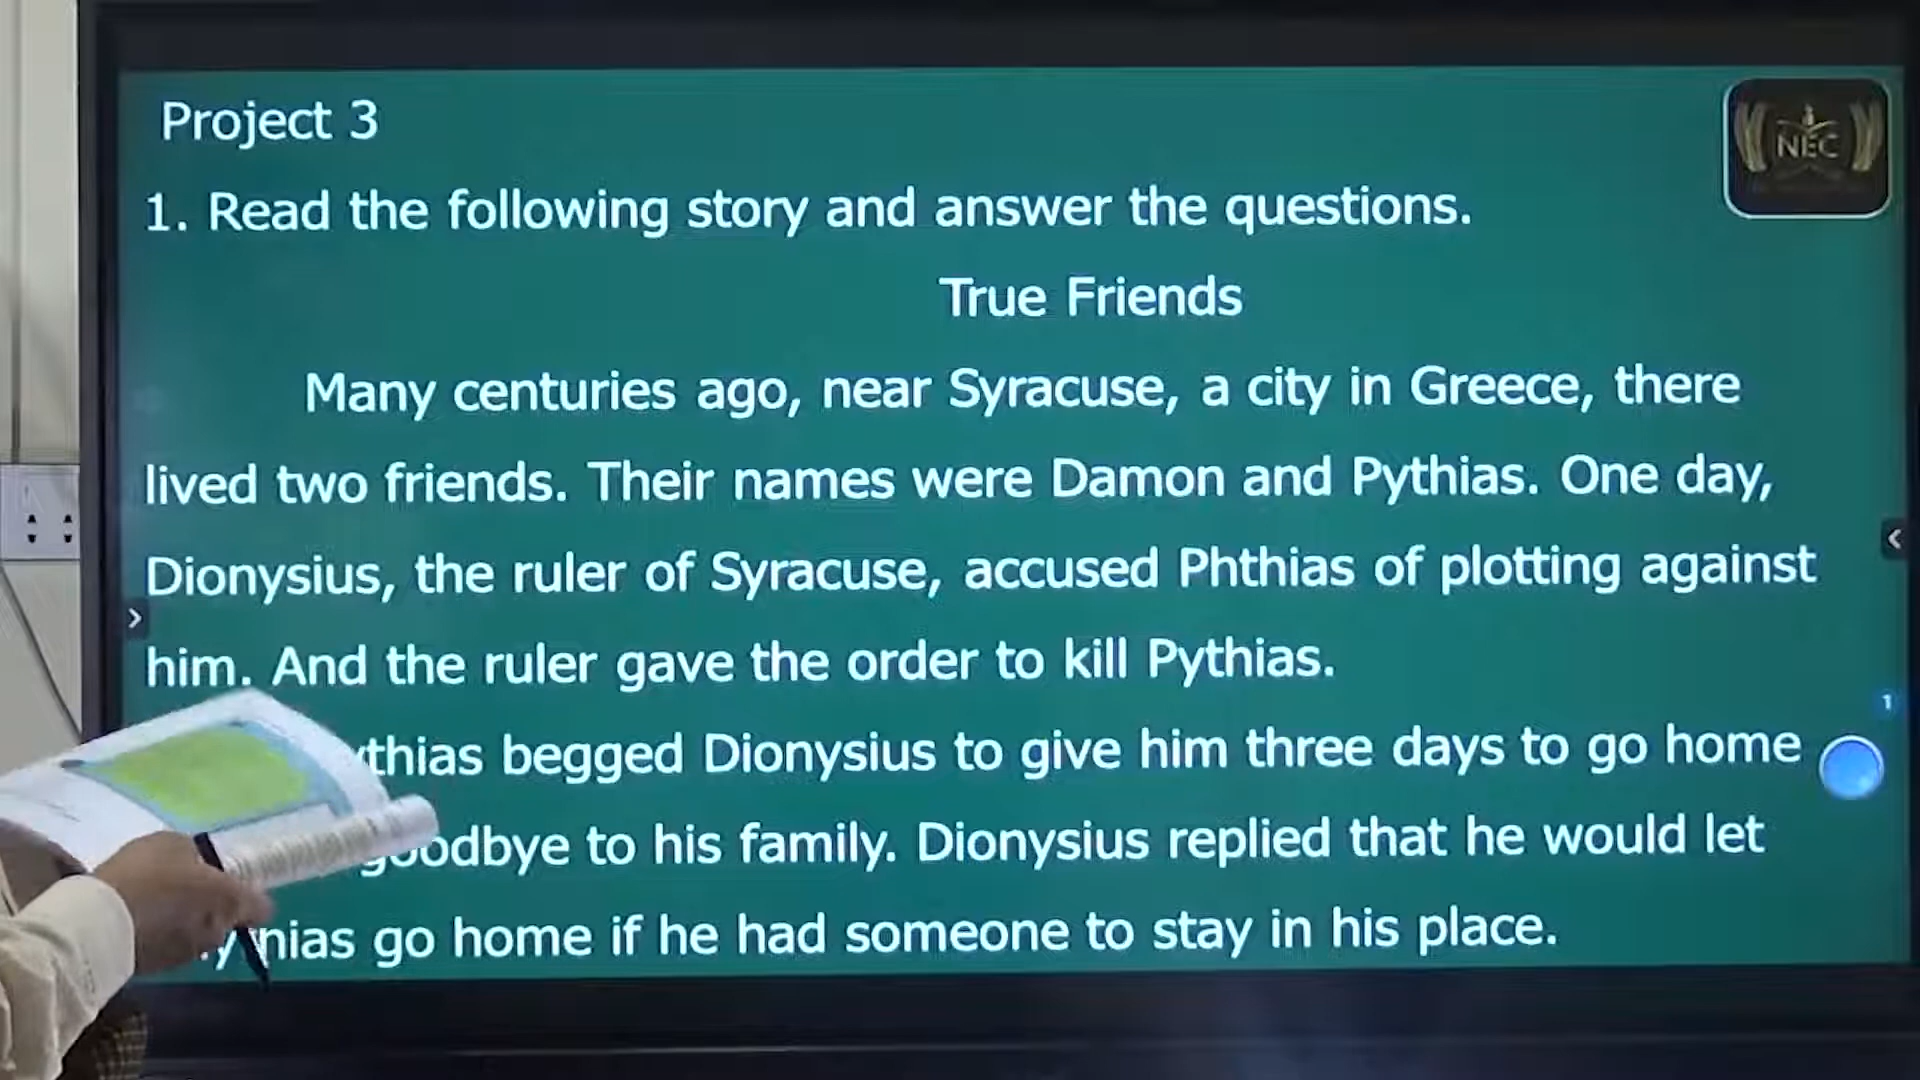 Project 3
NEC
1. Read the following story and answer the questions.
True Friends
Many centuries ago, near Syracuse, a city in Greece, there
lived two friends. Their names were Damon and Pythias. One day,
Dionysius, the ruler of Syracuse, accused Phthias of plotting against
him. And the ruler gave the order to kill Pythias.
1
begged Dionysius to give him three days to go home
to his family. Dionysius replied that he would let
go home if he had someone to stay in his place.